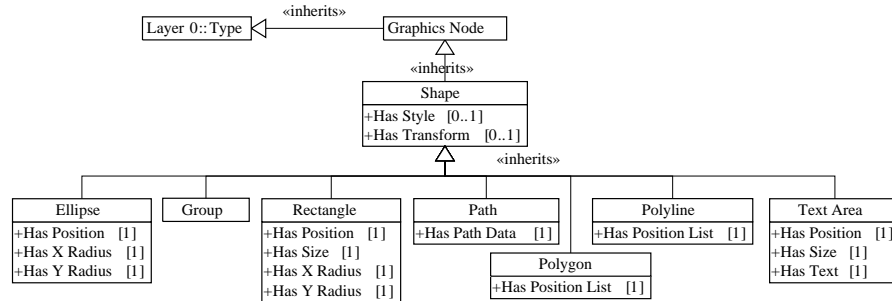 «inherits»
Layer 0::Type
Graphics Node
«inherits»
Shape
+Has Style [0..1]
+Has Transform [0..1]
«inherits»
Ellipse
+Has Position [1]
+Has X Radius [1]
+Has Y Radius [1]
Group
Rectangle
+Has Position [1]
+Has Size [1]
+Has X Radius [1]
+Has Y Radius [1]
Path
+Has Path Data [1]
Polygon
+Has Position List [1]
Polyline
+Has Position List [1]
Text Area
+Has Position [1]
+Has Size [1]
+Has Text [1]